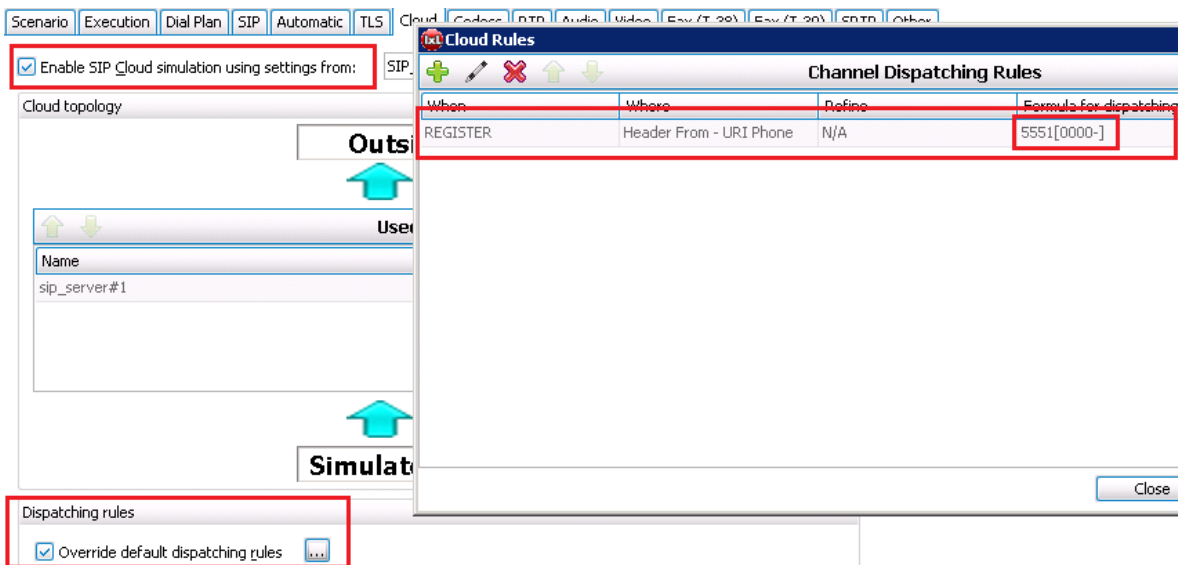 Scenario Execution Dial Plan SIP Automatic TLS Cloud Codecs RTP Audio Video Fax (T.38) Fax (T.30) SRTP Other
Enable SIP Cloud simulation using settings from: SIP_
Cloud Rules
Channel Dispatching Rules
When Where Refine Formula for dispatching
REGISTER Header From - URI Phone N/A 5551[0000-]
Cloud topology
Outsi
Used
Name
sip_server#1
Simulat
Close
Dispatching rules
Override default dispatching rules ...